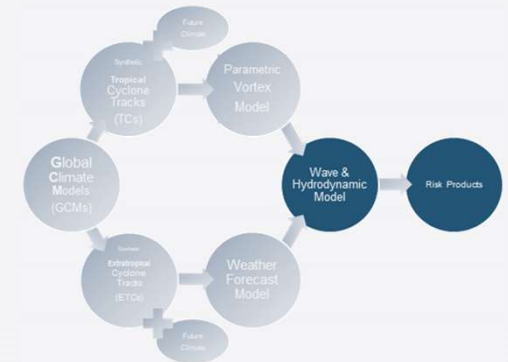 Future
Climate
Synthetic
Tropical
Cyclone
Tracks
(TCs)
Parametric
Vortex
Model
Global
Climate
Models
(GCMs)
Wave &
Hydrodynamic
Model
Risk Products
Synthetic
Extratropical
Cyclone
Tracks
(ETCs)
Weather
Forecast
Model
Future
Climate